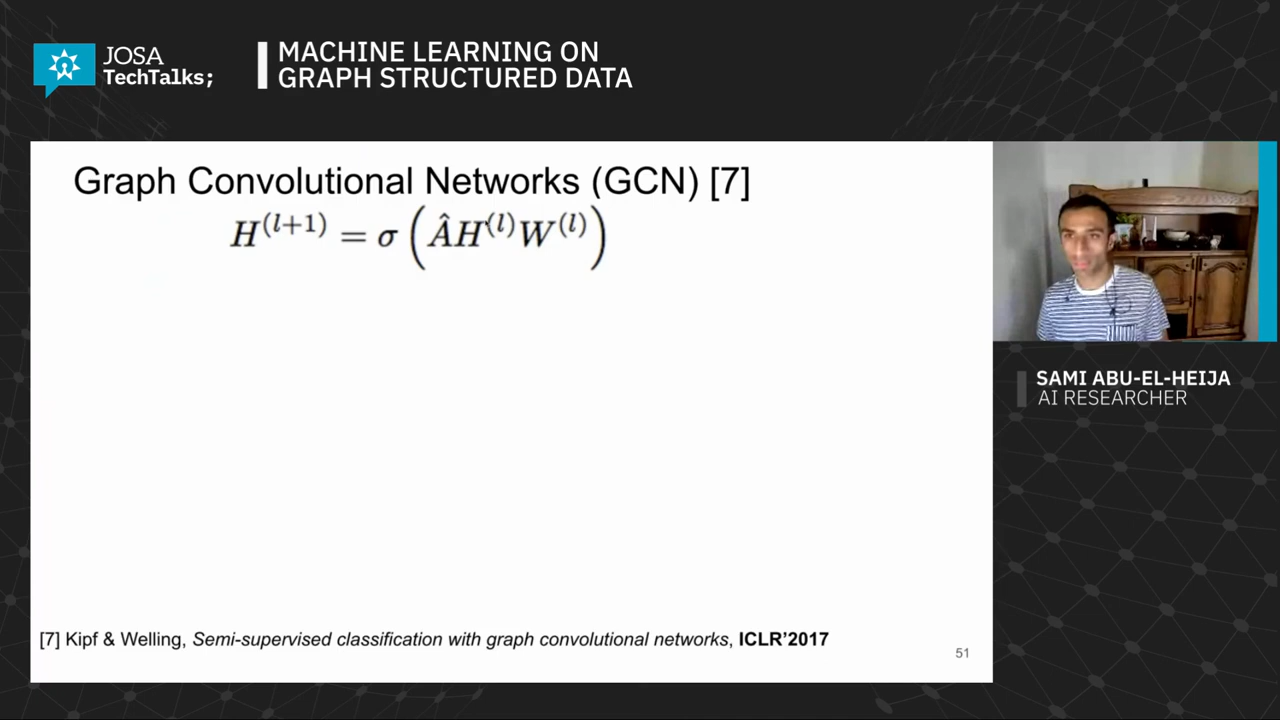 JOSA
TechTalks;
MACHINE LEARNING ON
GRAPH STRUCTURED DATA
Graph Convolutional Networks (GCN) [7]
H^{(l+1)} = σ(ÂH^{(l)}W^{(l)})
SAMI ABU-EL-HEIJA
AI RESEARCHER
[7] Kipf & Welling, Semi-supervised classification with graph convolutional networks, ICLR'2017
51